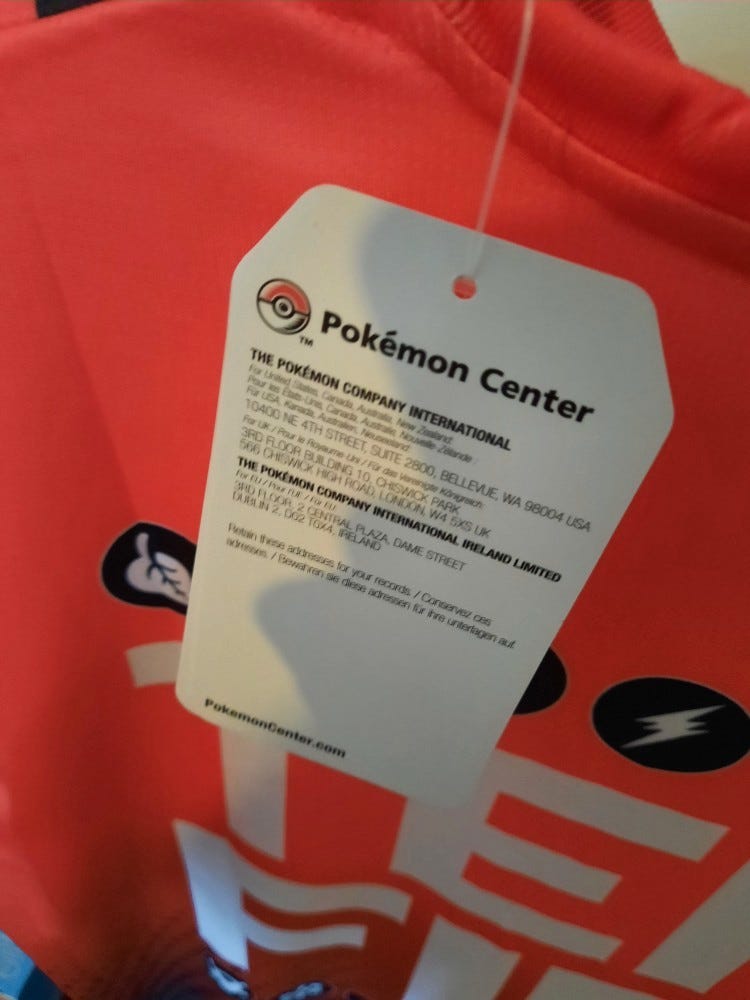 Pokémon Center
TM
THE POKÉMON COMPANY INTERNATIONAL
For United States, Canada, Australia, New Zealand:
Pour les États-Unis, Canada, Australie, Nouvelle-Zélande :
Für USA, Kanada, Australien, Neuseeland:
10400 NE 4TH STREET, SUITE 2800, BELLEVUE, WA 98004 USA
For UK / Pour le Royaume-Uni / Für das Vereinigte Königreich:
3RD FLOOR BUILDING 10, CHISWICK PARK
566 CHISWICK HIGH ROAD, LONDON, W4 5XS UK
THE POKÉMON COMPANY INTERNATIONAL IRELAND LIMITED
For EU / Pour l'UE / Für EU:
3RD FLOOR, 2 CENTRAL PLAZA, DAME STREET
DUBLIN 2, D02 T0X4, IRELAND
Retain these addresses for your records. / Conservez ces
adresses. / Bewahren sie diese adressen für ihre unterlagen auf.
PokemonCenter.com
TEA